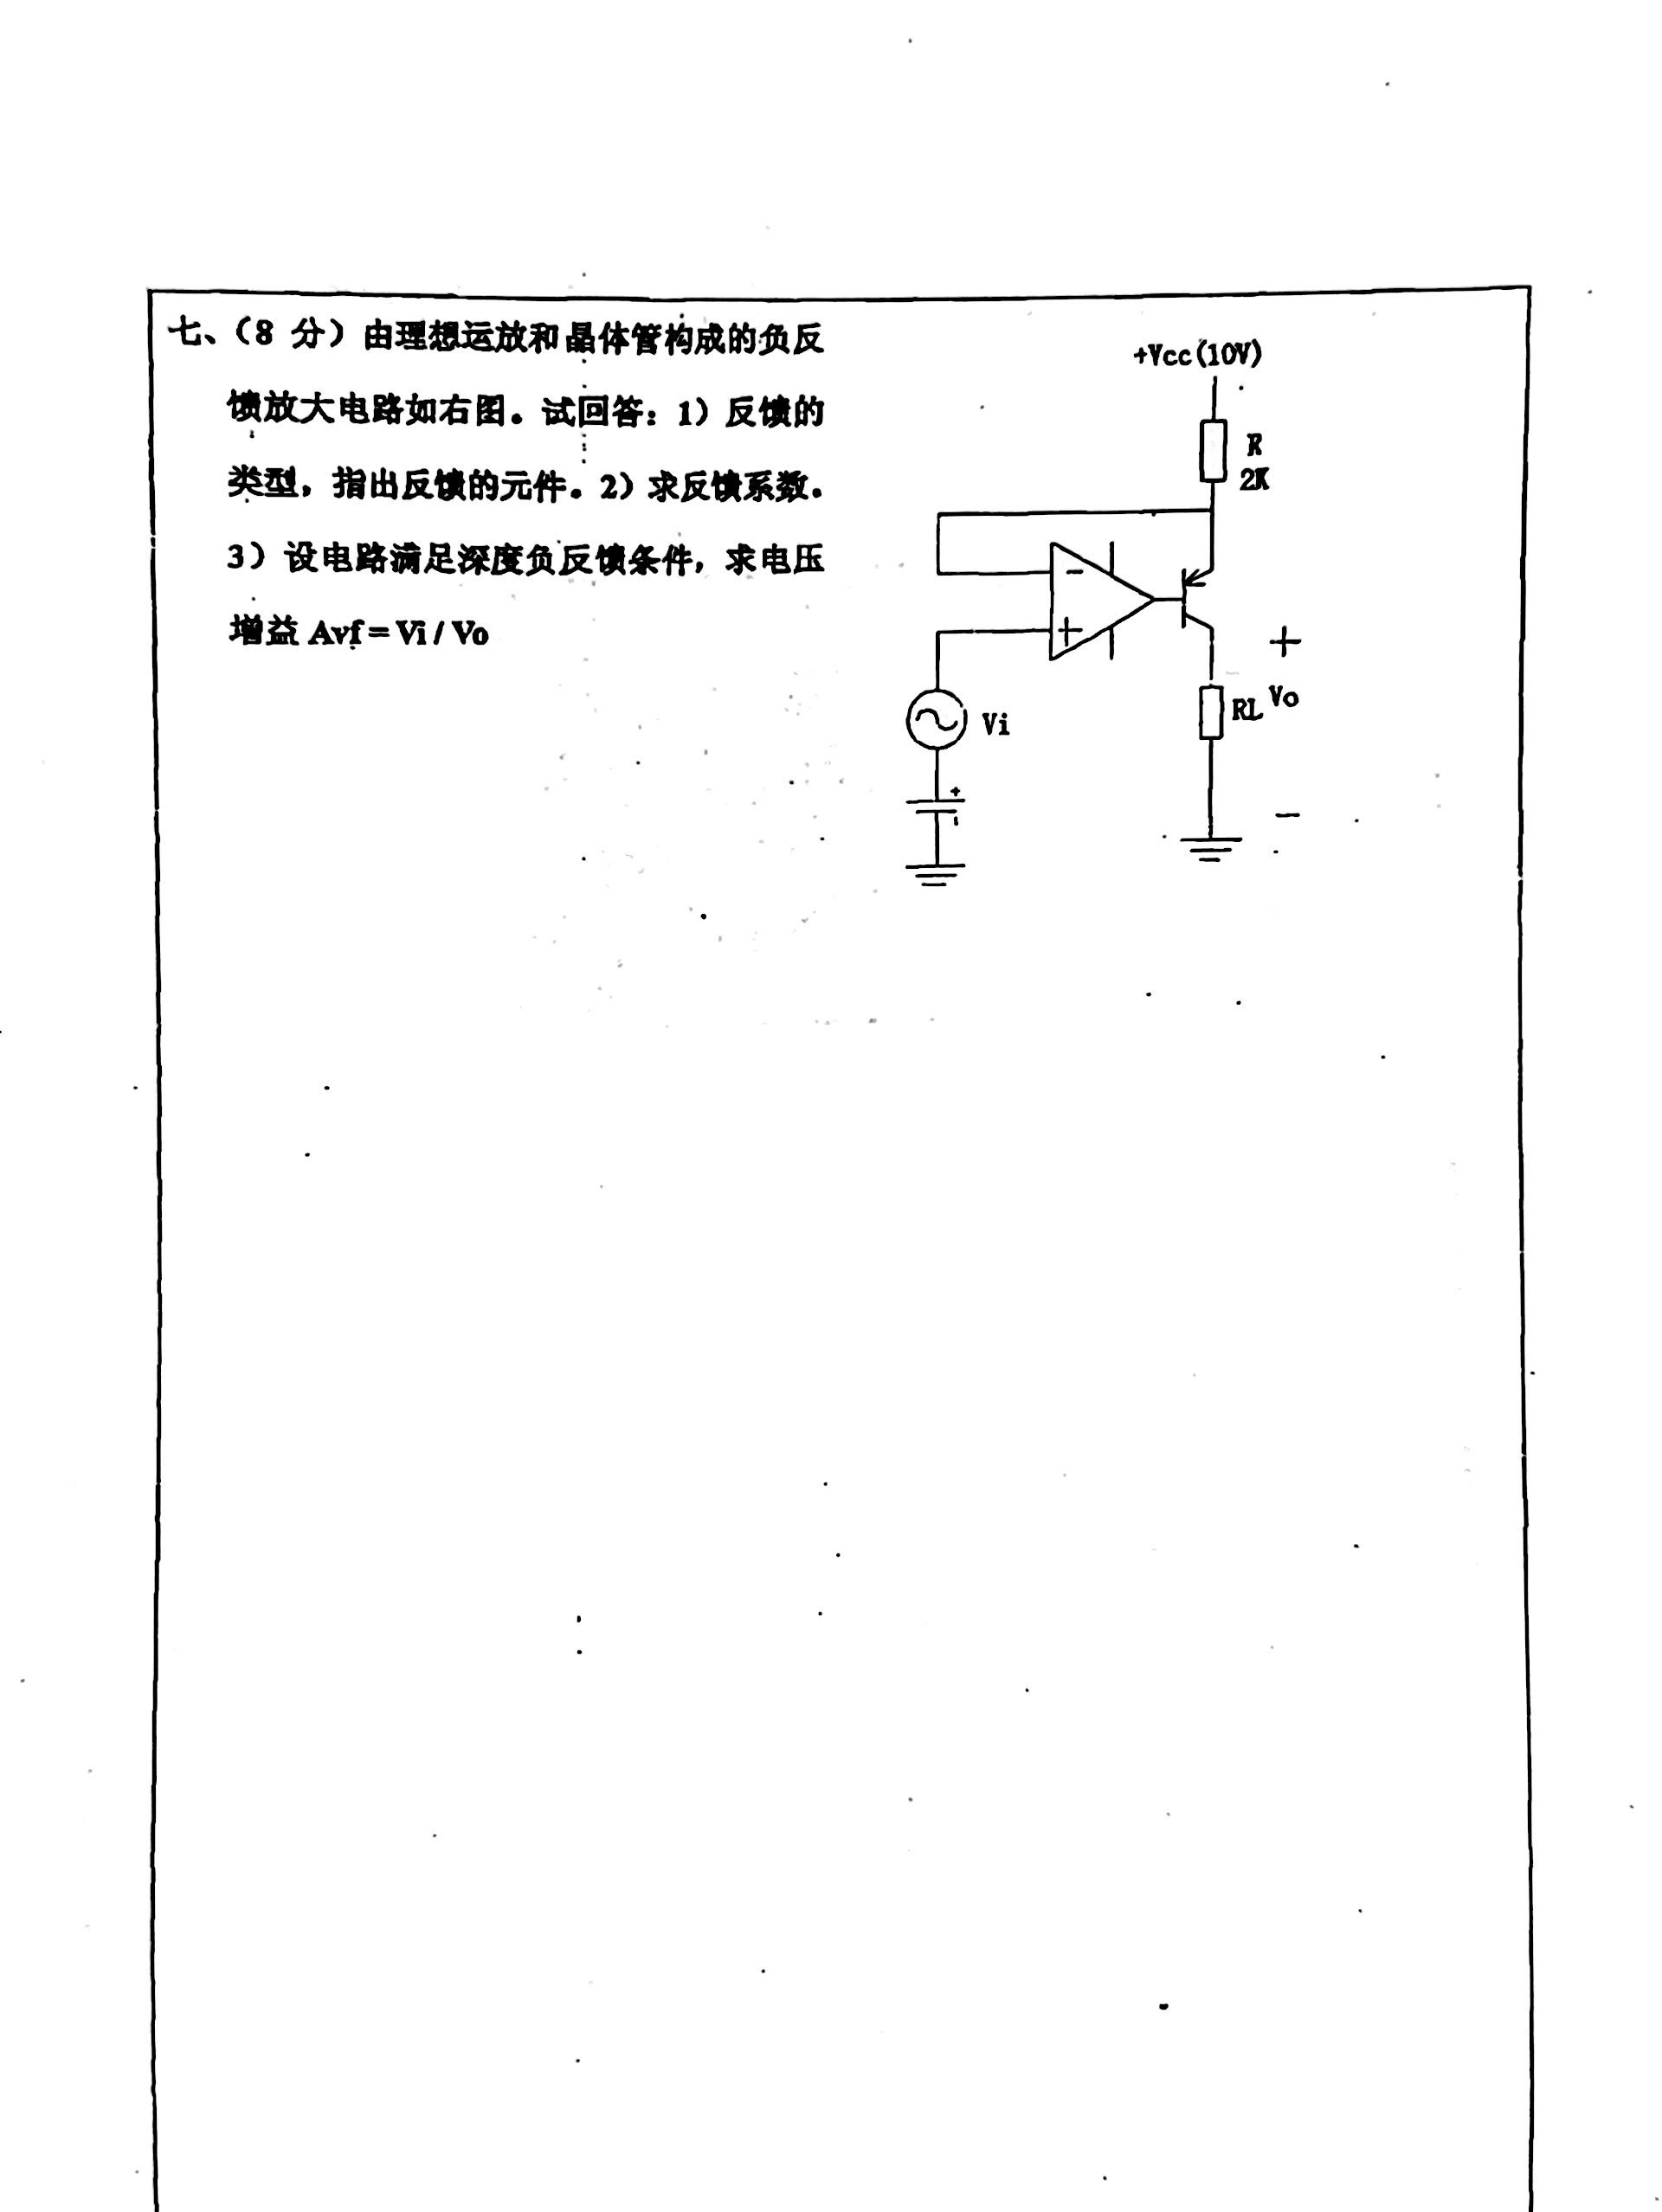 七、（8 分）由理想运放和晶体管构成的负反
馈放大电路如右图。试回答：1）反馈的
类型，指出反馈的元件。2）求反馈系数。
3）设电路满足深度负反馈条件，求电压
增益 Avf = Vi / Vo
+Vcc(10V)
R
2K
-
+
+
Vi
RL
Vo
+
-
-